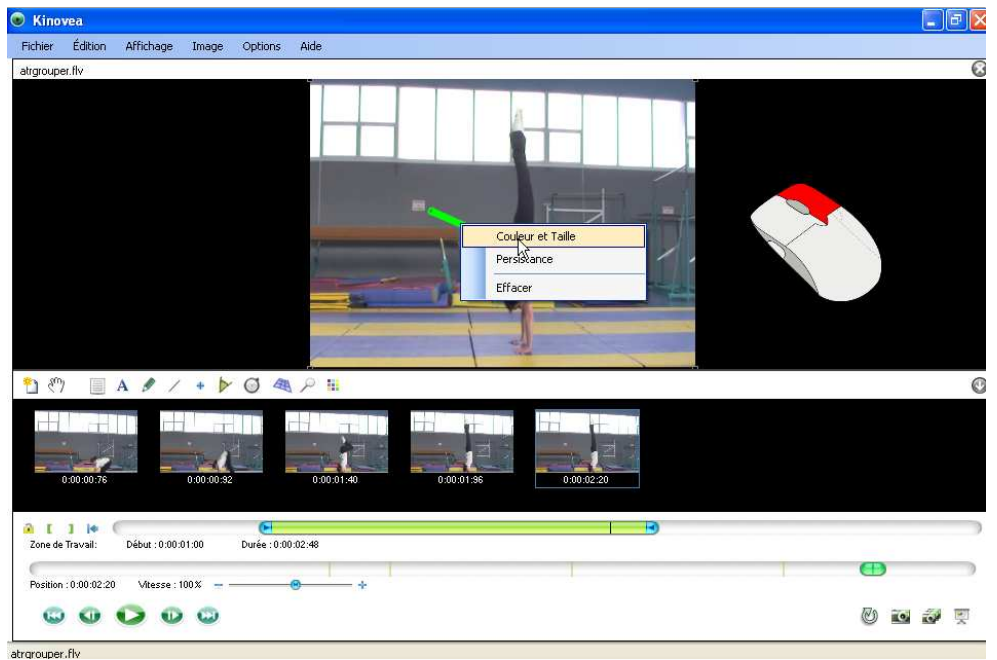 Kinovea
Fichier Édition Affichage Image Options Aide
atrgrouper.flv
Couleur et Taille
Persistance
Effacer
A
0:00:00:76 0:00:00:92 0:00:01:40 0:00:01:96 0:00:02:20
Zone de Travail: Début : 0:00:01:00 Durée : 0:00:02:48
Position : 0:00:02:20 Vitesse : 100%
atrgrouper.flv